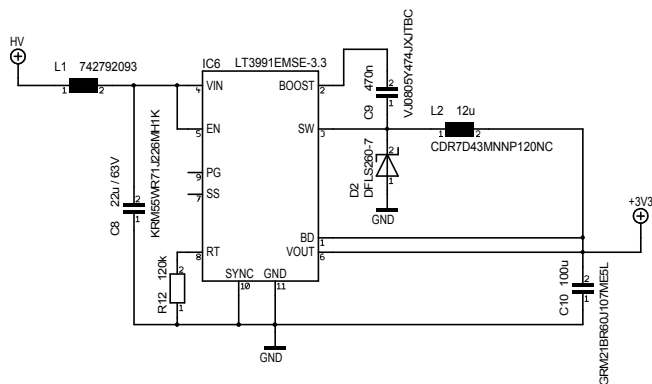 HV
L1 742792093
1 2
IC6 LT3991EMSE-3.3
VIN
4
EN
5
PG
9
SS
7
RT
8
SYNC
10
GND
11
BOOST
2
SW
3
BD
1
VOUT
6
C9 470n
VJ0805Y474JXJTBC
2
1
L2 12u
1 2
CDR7D43MNNP120NC
D2
DFLS260-7
2
1
GND
+3V3
C8 22u / 63V
KRM55WR71J226MH1K
2
1
R12 120k
2
1
C10 100u
GRM21BR60J107ME5L
2
1
GND